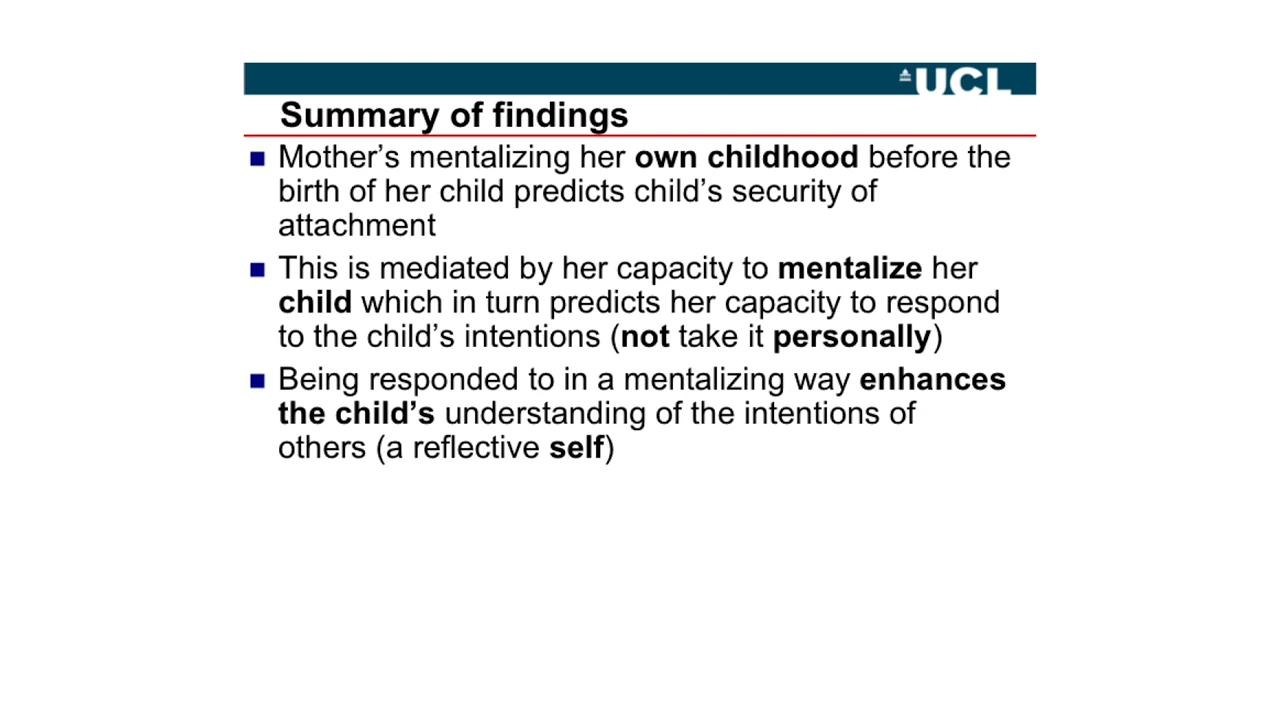 UCL
Summary of findings
Mother’s mentalizing her own childhood before the
birth of her child predicts child’s security of
attachment
This is mediated by her capacity to mentalize her
child which in turn predicts her capacity to respond
to the child’s intentions (not take it personally)
Being responded to in a mentalizing way enhances
the child’s understanding of the intentions of
others (a reflective self)